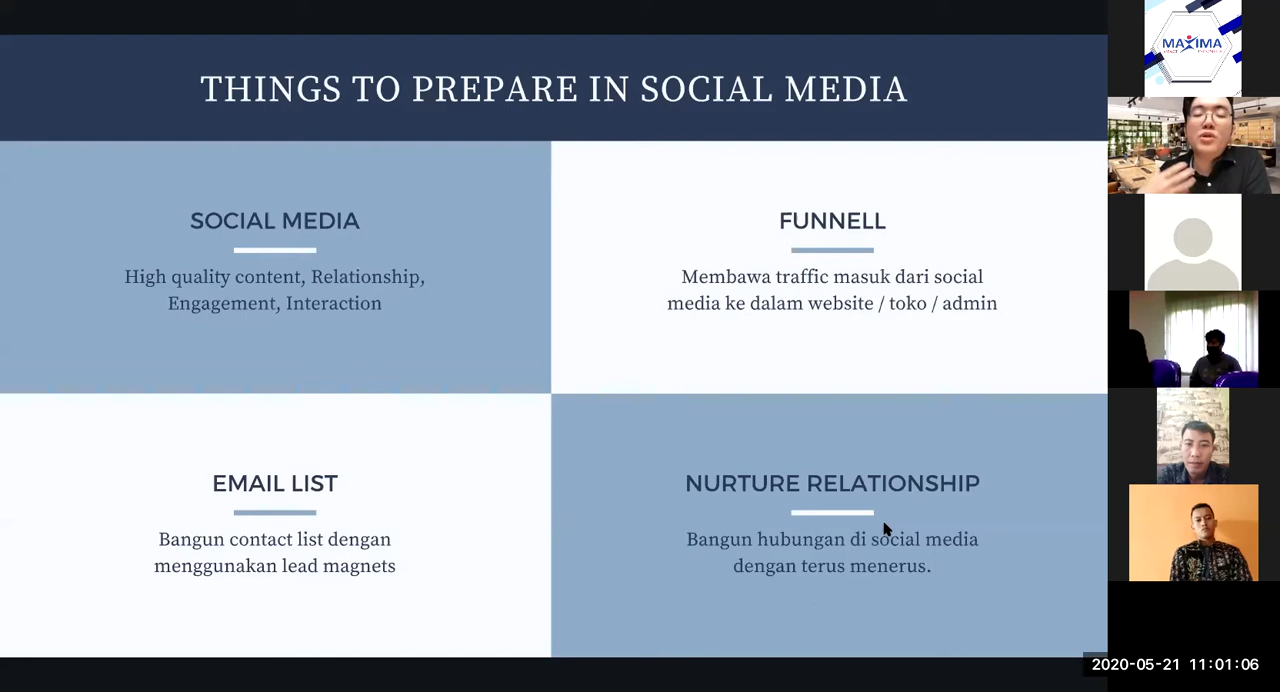 THINGS TO PREPARE IN SOCIAL MEDIA
SOCIAL MEDIA
High quality content, Relationship,
Engagement, Interaction
FUNNELL
Membawa traffic masuk dari social
media ke dalam website / toko / admin
EMAIL LIST
Bangun contact list dengan
menggunakan lead magnets
NURTURE RELATIONSHIP
Bangun hubungan di social media
dengan terus menerus.
MAXIMA
2020-05-21 11:01:06